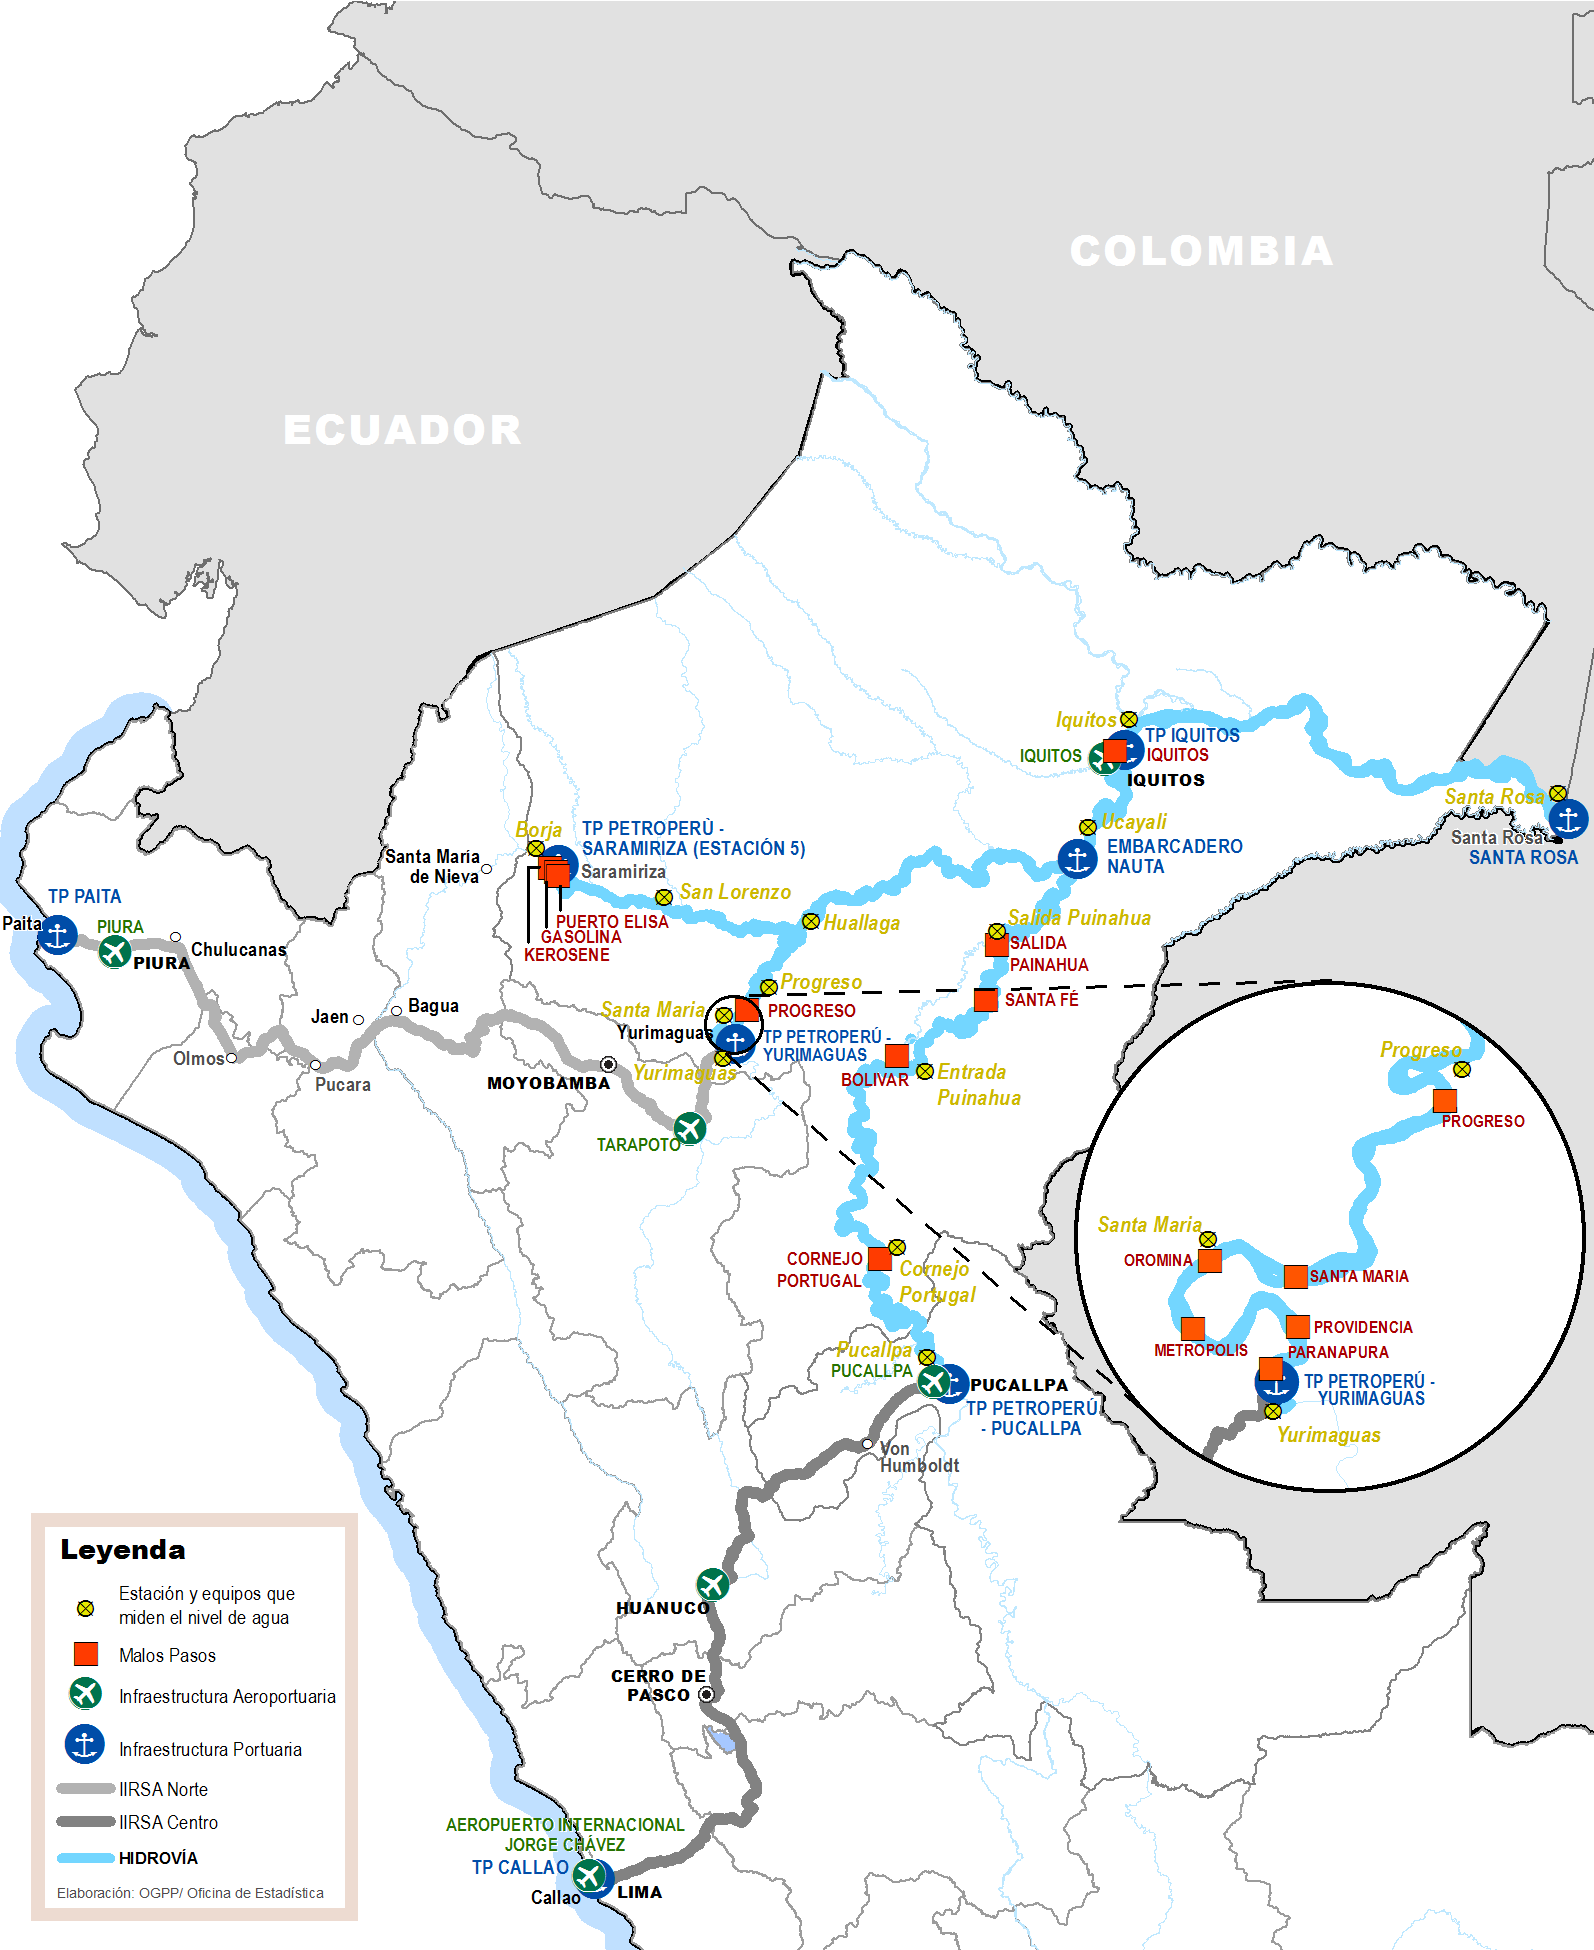 COLOMBIA
ECUADOR
Iquitos
TP IQUITOS
IQUITOS
IQUITOS
IQUITOS
Santa Rosa
Santa Rosa
SANTA ROSA
Ucayali
EMBARCADERO
NAUTA
Borja
TP PETROPERÙ -
SARAMIRIZA (ESTACIÓN 5)
Saramiriza
Santa María
de Nieva
San Lorenzo
PUERTO ELISA
GASOLINA
KEROSENE
Huallaga
Salida Puinahua
SALIDA
PAINAHUA
TP PAITA
Paita
PIURA
PIURA
Chulucanas
Progreso
PROGRESO
SANTA FÉ
Santa Maria
Yurimaguas
TP PETROPERÚ -
YURIMAGUAS
Yurimaguas
Bagua
Jaen
Olmos
Pucara
MOYOBAMBA
TARAPOTO
BOLIVAR
Entrada
Puinahua
Progreso
PROGRESO
Santa Maria
OROMINA
SANTA MARIA
METROPOLIS
PROVIDENCIA
PARANAPURA
TP PETROPERÚ -
YURIMAGUAS
Yurimaguas
CORNEJO
PORTUGAL
Cornejo
Portugal
Pucallpa
PUCALLPA
PUCALLPA
TP PETROPERÚ
- PUCALLPA
Von
Humboldt
HUANUCO
CERRO DE
PASCO
AEROPUERTO INTERNACIONAL
JORGE CHÁVEZ
TP CALLAO
Callao
LIMA
Leyenda
Estación y equipos que
miden el nivel de agua
Malos Pasos
Infraestructura Aeroportuaria
Infraestructura Portuaria
IIRSA Norte
IIRSA Centro
HIDROVÍA
Elaboración: OGPP/ Oficina de Estadística